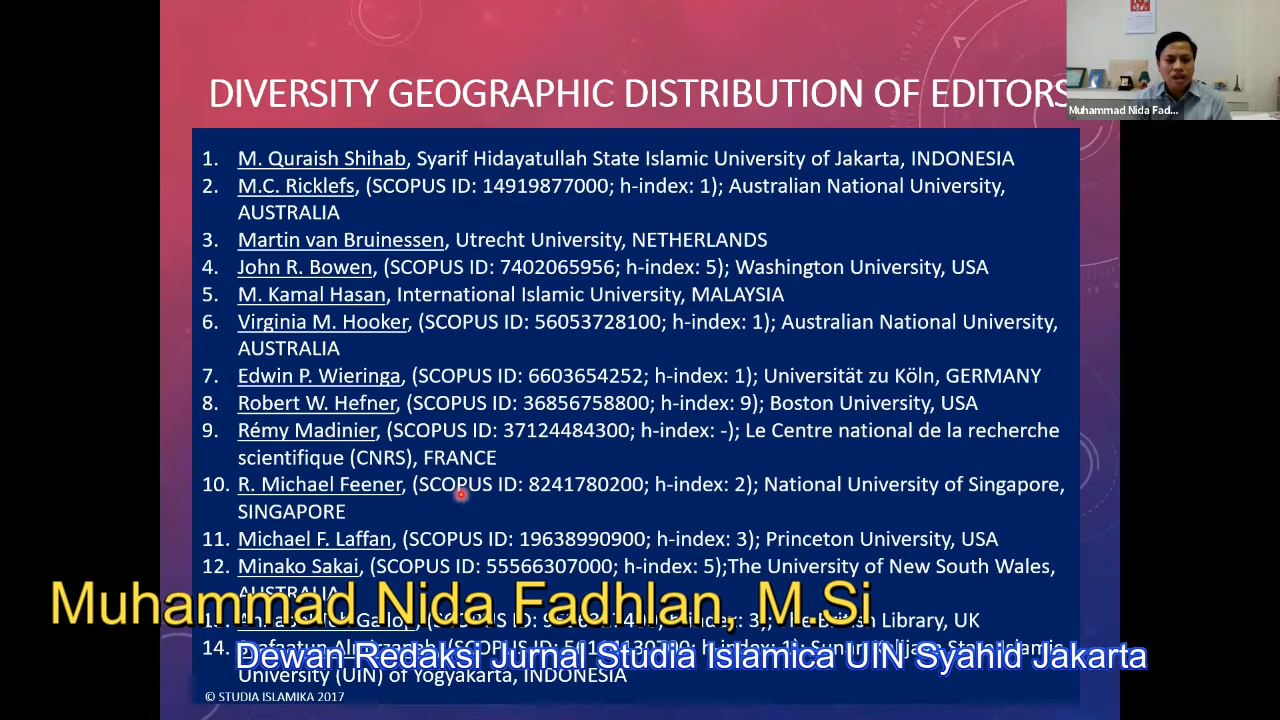 DIVERSITY GEOGRAPHIC DISTRIBUTION OF EDITORS
Muhammad Nida Fad...
1. M. Quraish Shihab, Syarif Hidayatullah State Islamic University of Jakarta, INDONESIA
2. M.C. Ricklefs, (SCOPUS ID: 14919877000; h-index: 1); Australian National University,
AUSTRALIA
3. Martin van Bruinessen, Utrecht University, NETHERLANDS
4. John R. Bowen, (SCOPUS ID: 7402065956; h-index: 5); Washington University, USA
5. M. Kamal Hasan, International Islamic University, MALAYSIA
6. Virginia M. Hooker, (SCOPUS ID: 56053728100; h-index: 1); Australian National University,
AUSTRALIA
7. Edwin P. Wieringa, (SCOPUS ID: 6603654252; h-index: 1); Universität zu Köln, GERMANY
8. Robert W. Hefner, (SCOPUS ID: 36856758800; h-index: 9); Boston University, USA
9. Rémy Madinier, (SCOPUS ID: 37124484300; h-index: -); Le Centre national de la recherche
scientifique (CNRS), FRANCE
10. R. Michael Feener, (SCOPUS ID: 8241780200; h-index: 2); National University of Singapore,
SINGAPORE
11. Michael F. Laffan, (SCOPUS ID: 19638990900; h-index: 3); Princeton University, USA
12. Minako Sakai, (SCOPUS ID: 55566307000; h-index: 5);The University of New South Wales,
AUSTRALIA
Muhammad Nida Fadhlan, M.Si
British Library, UK
14.
Dewan Redaksi Jurnal Studia Islamica UIN Syahid Jakarta
University (UIN) of Yogyakarta, INDONESIA
© STUDIA ISLAMIKA 2017